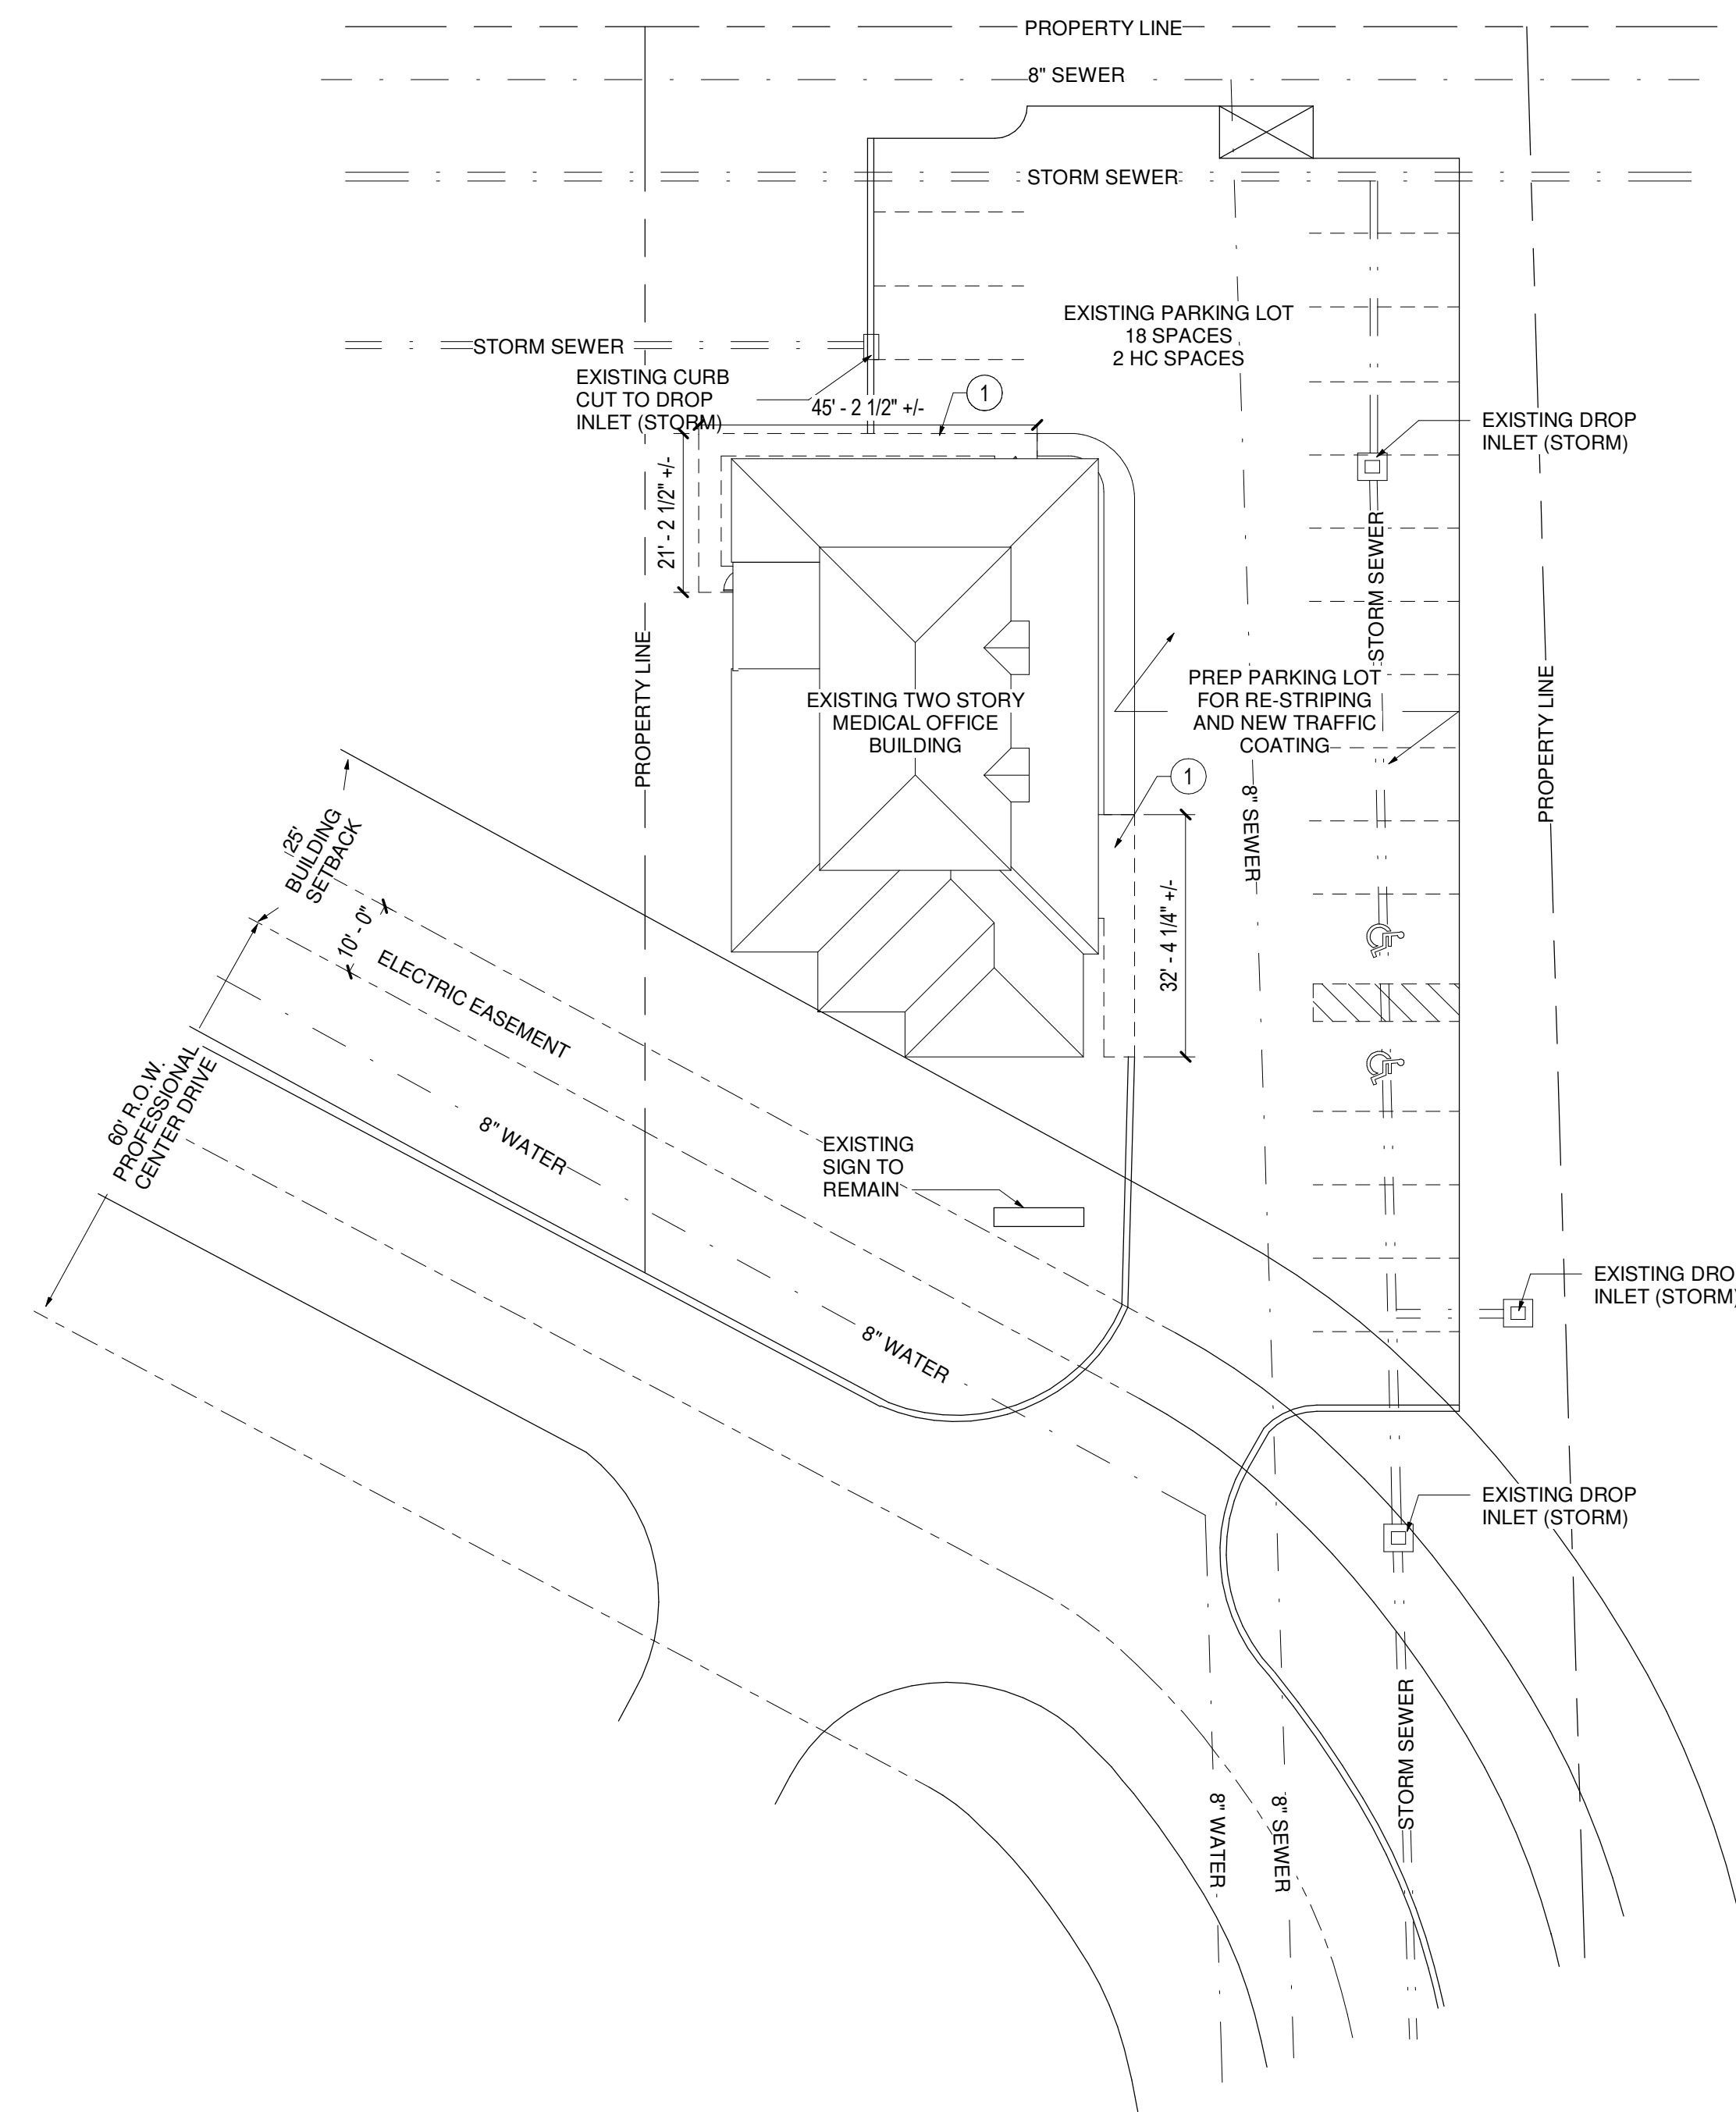 PROPERTY LINE
8" SEWER
STORM SEWER
EXISTING PARKING LOT
18 SPACES
2 HC SPACES
STORM SEWER
EXISTING CURB
CUT TO DROP
INLET (STORM)
45' - 2 1/2" +/-
1
EXISTING DROP
INLET (STORM)
21' - 2 1/2" +/-
STORM SEWER
PROPERTY LINE
PROPERTY LINE
PREP PARKING LOT
FOR RE-STRIPING
AND NEW TRAFFIC
COATING
EXISTING TWO STORY
MEDICAL OFFICE
BUILDING
1
8" SEWER
32' - 4 1/4" +/-
25'
BUILDING
SETBACK
10' - 0"
ELECTRIC EASEMENT
60' R.O.W.
PROFESSIONAL
CENTER DRIVE
8" WATER
EXISTING
SIGN TO
REMAIN
EXISTING DRO
INLET (STORM)
8" WATER
EXISTING DROP
INLET (STORM)
STORM SEWER
8" WATER
8" SEWER